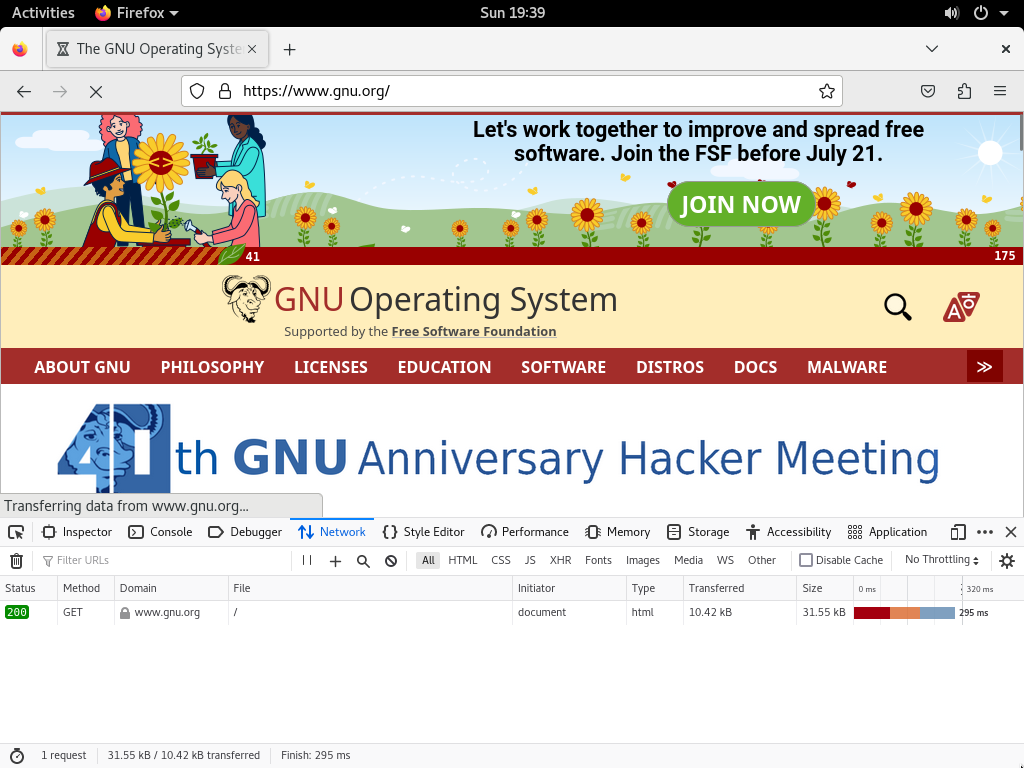 Activities Firefox Sun 19:39
The GNU Operating Syste
https://www.gnu.org/
Let's work together to improve and spread free
software. Join the FSF before July 21.
JOIN NOW
41 175
GNU Operating System
Supported by the Free Software Foundation
ABOUT GNU PHILOSOPHY LICENSES EDUCATION SOFTWARE DISTROS DOCS MALWARE >>
41th GNU Anniversary Hacker Meeting
Transferring data from www.gnu.org...
Inspector Console Debugger Network Style Editor Performance Memory Storage Accessibility Application
Filter URLs All HTML CSS JS XHR Fonts Images Media WS Other Disable Cache No Throttling
Status Method Domain File Initiator Type Transferred Size 0 ms 320 ms
200 GET www.gnu.org / document html 10.42 kB 31.55 kB 295 ms
1 request 31.55 kB / 10.42 kB transferred Finish: 295 ms